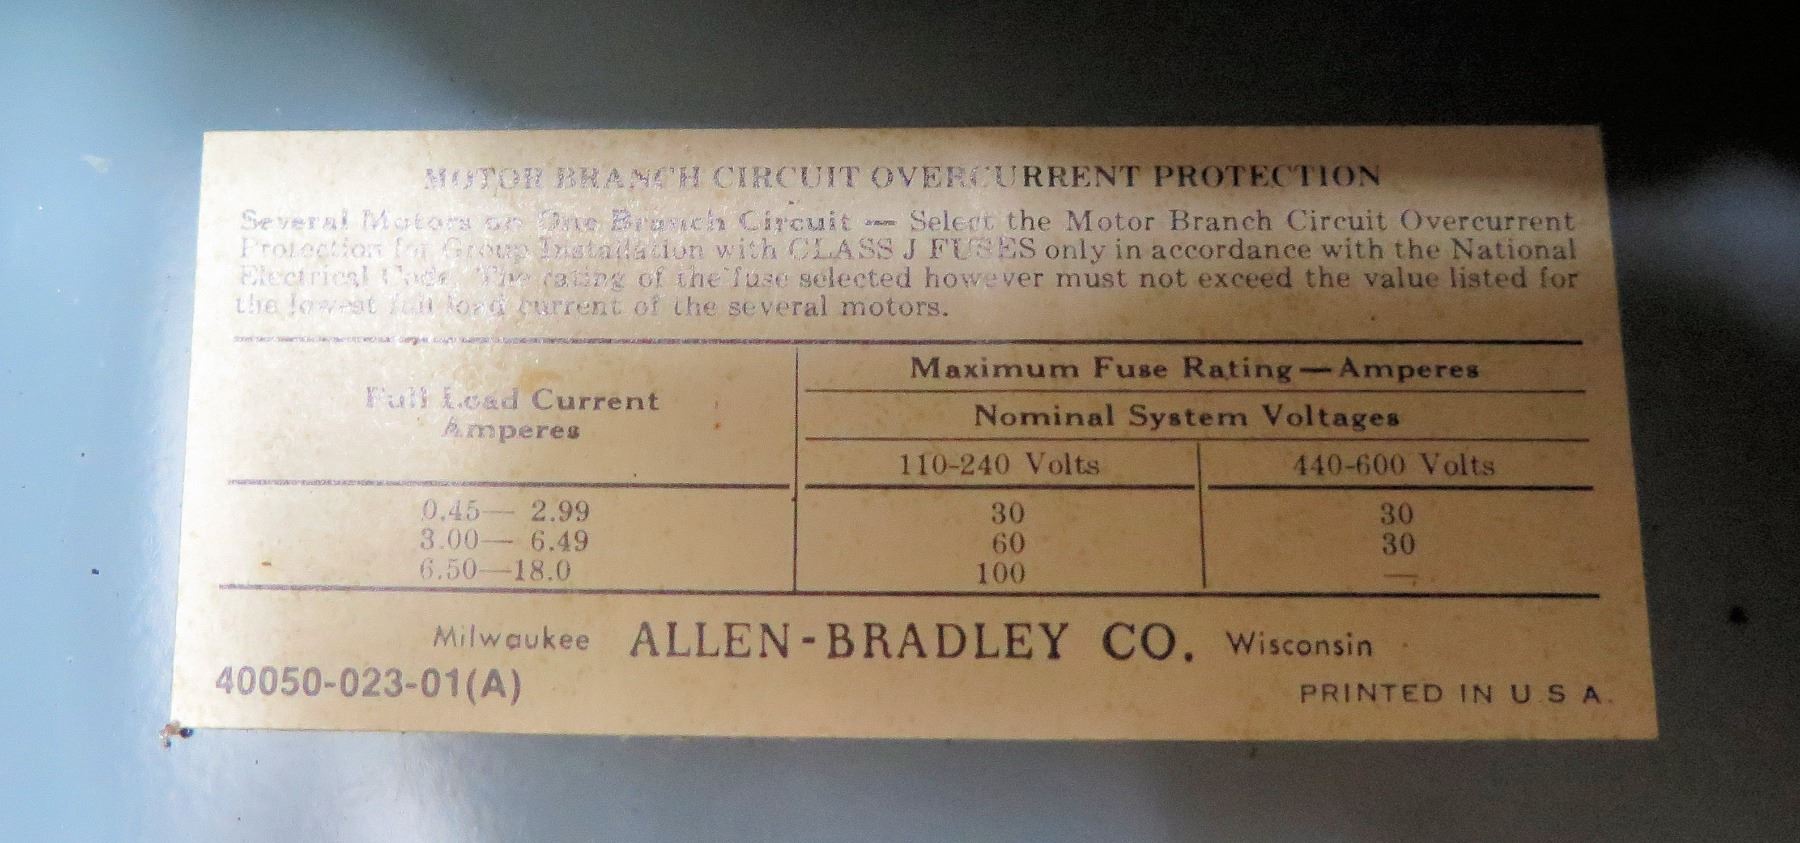 MOTOR BRANCH CIRCUIT OVERCURRENT PROTECTION
Several Motors on One Branch Circuit — Select the Motor Branch Circuit Overcurrent
Protection for Group Installation with CLASS J FUSES only in accordance with the National
Electrical Code. The rating of the fuse selected however must not exceed the value listed for
the lowest full load current of the several motors.
Full Load Current
Amperes
Maximum Fuse Rating—Amperes
Nominal System Voltages
110-240 Volts 440-600 Volts
0.45— 2.99 30 30
3.00— 6.49 60 30
6.50—18.0 100 —
Milwaukee ALLEN-BRADLEY CO. Wisconsin
40050-023-01(A)
PRINTED IN U S A.